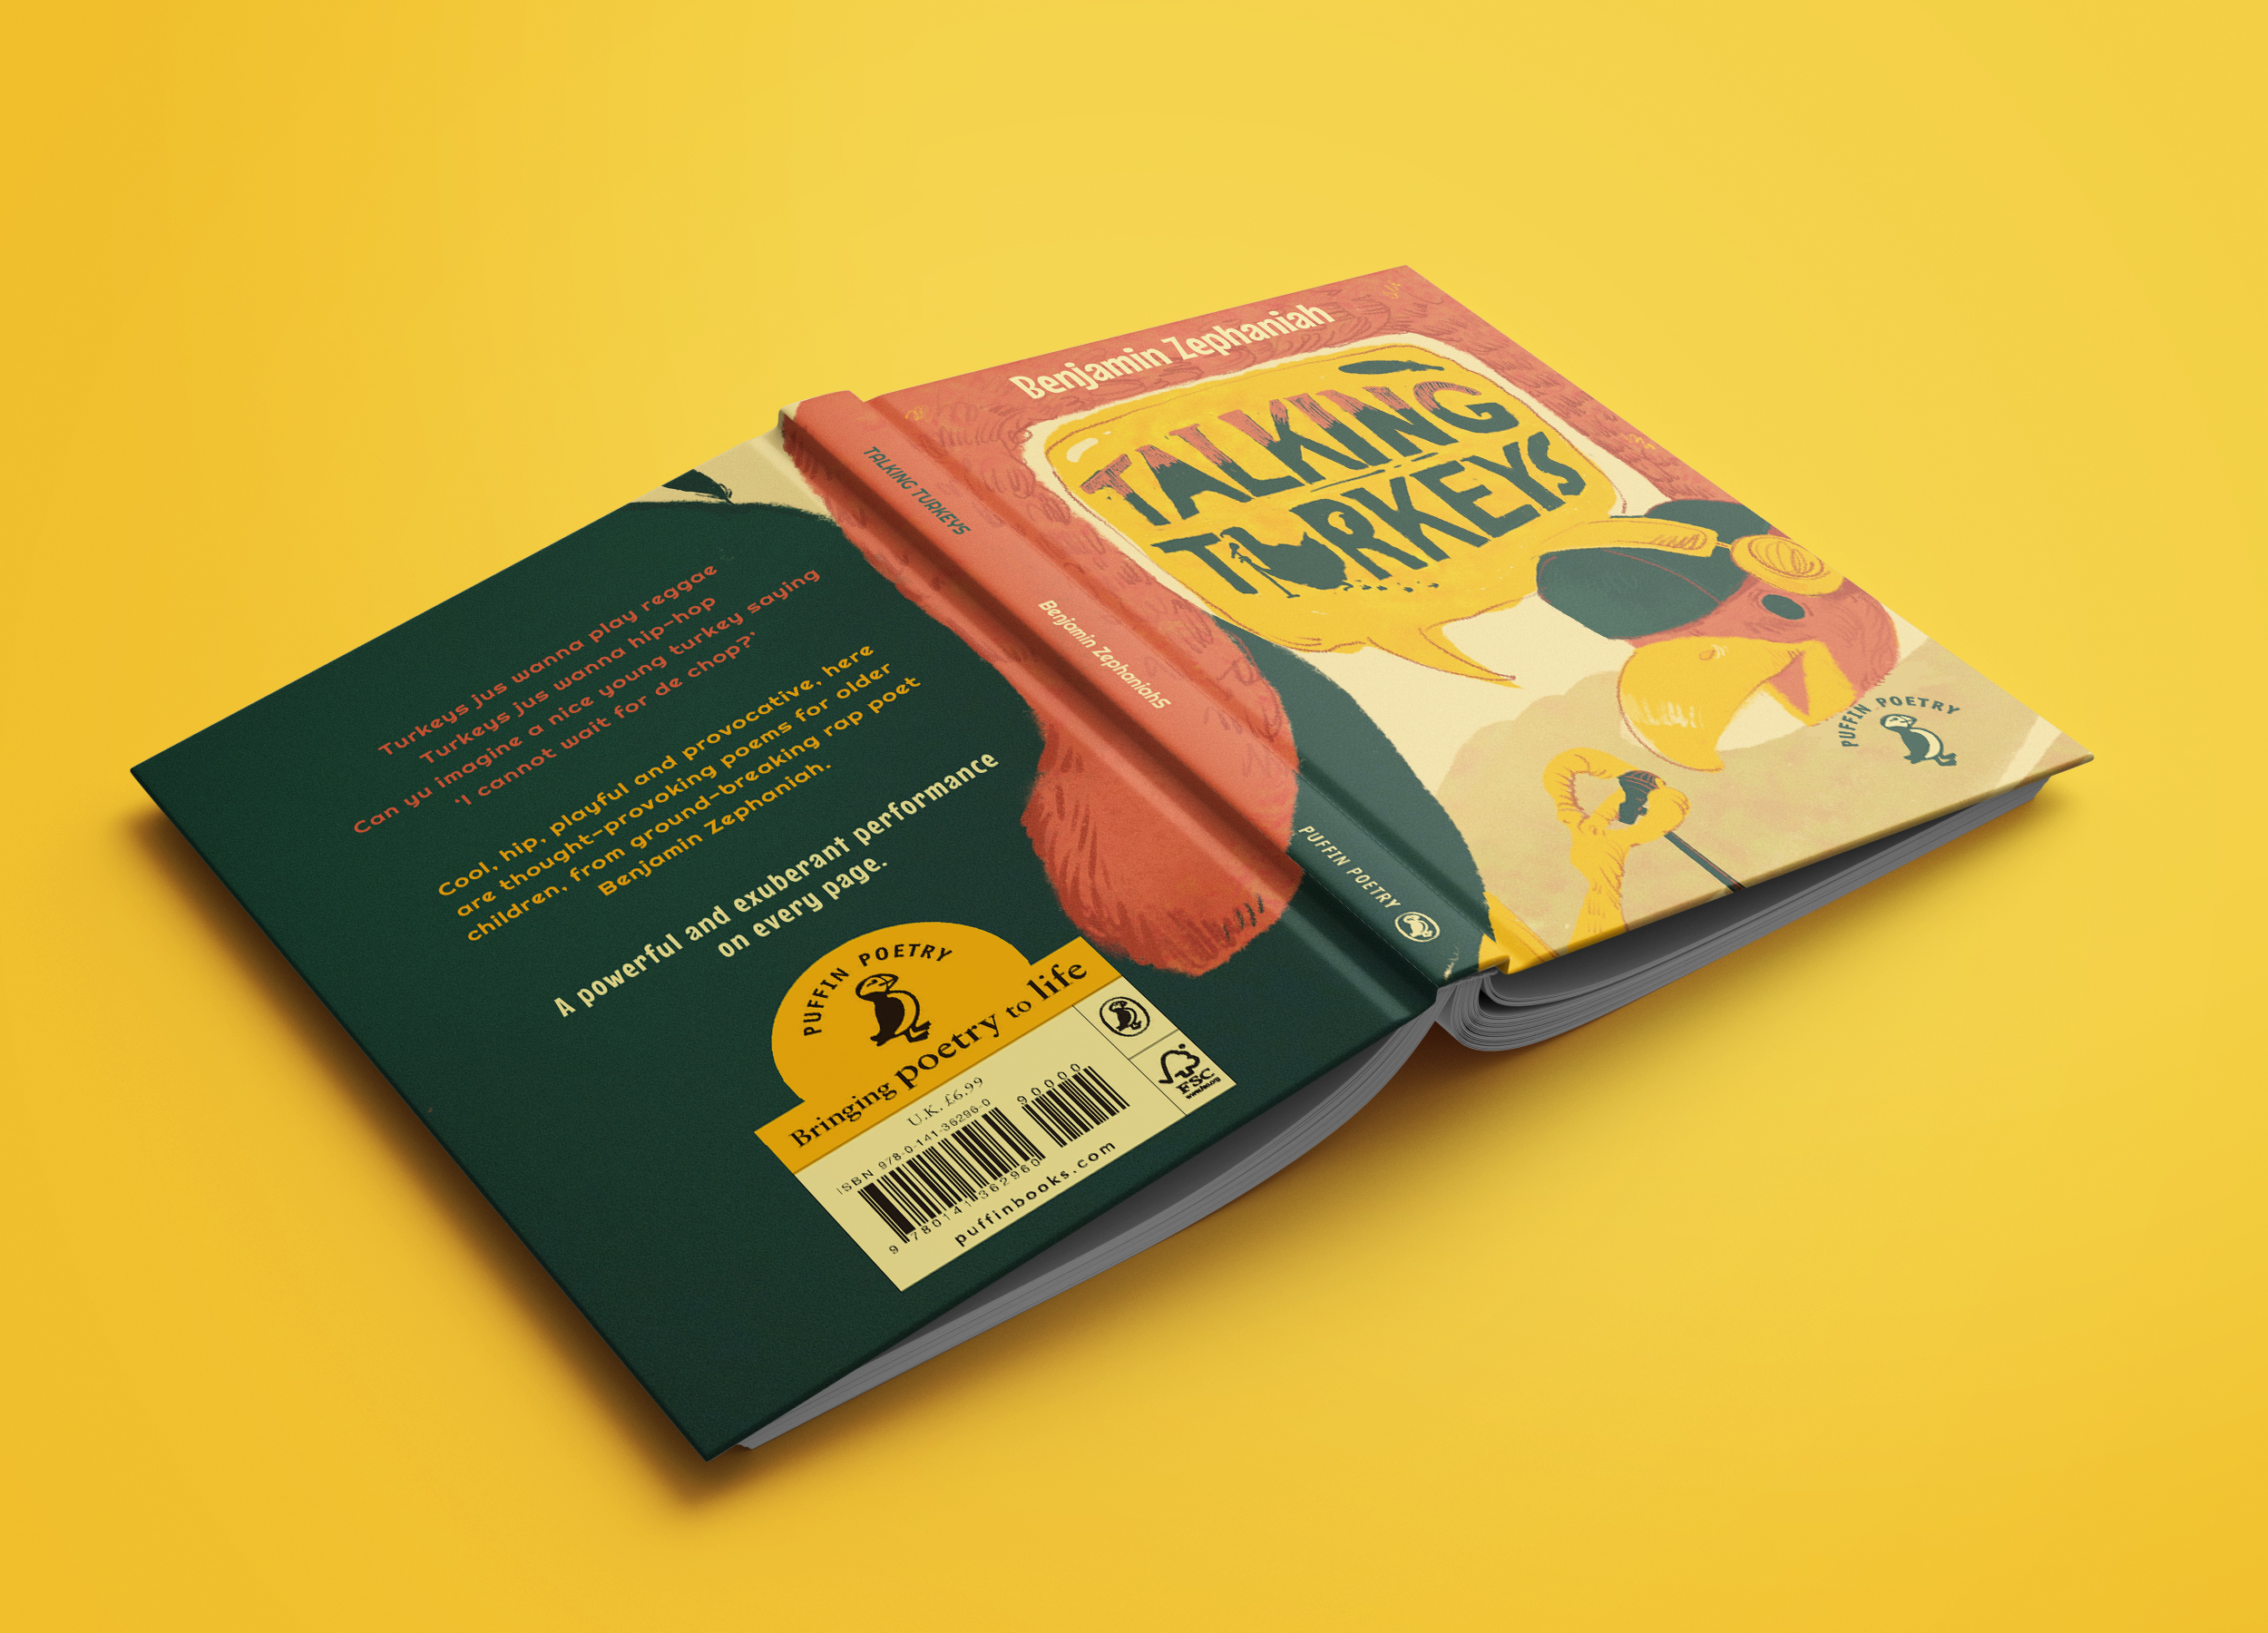 Benjamin Zephaniah
TALKING
TURKEYS
PUFFIN POETRY
TALKING TURKEYS
Benjamin ZephaniahS
PUFFIN POETRY
Turkeys jus wanna play reggae
Turkeys jus wanna hip-hop
Can yu imagine a nice young turkey saying
‘I cannot wait for de chop?’
Cool, hip, playful and provocative, here
are thought-provoking poems for older
children, from ground-breaking rap poet
Benjamin Zephaniah.
A powerful and exuberant performance
on every page.
PUFFIN POETRY
Bringing poetry to life
U.K. £6.99
ISBN 978-0-141-36296-0
90000
9 780141 362960
puffinbooks.com
FSC